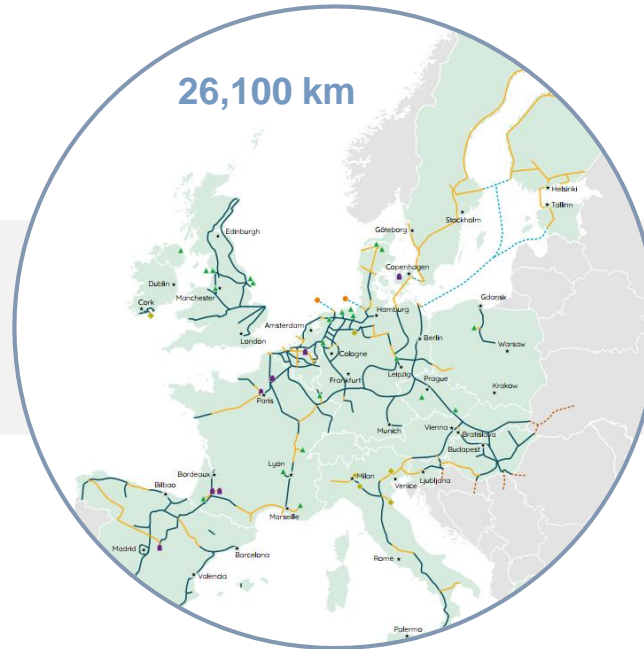 26,100 km
Helsinki
Tallinn
Stockholm
Göteborg
Edinburgh
Copenhagen
Dublin
Manchester
Gdansk
Cork
Hamburg
Amsterdam
Berlin
London
Warsaw
Cologne
Leipzig
Frankfurt
Prague
Krakow
Paris
Munich
Vienna
Bratislava
Budapest
Lyon
Bordeaux
Milan
Venice
Ljubljana
Bilbao
Marseille
Madrid
Barcelona
Rome
Valencia
Palermo